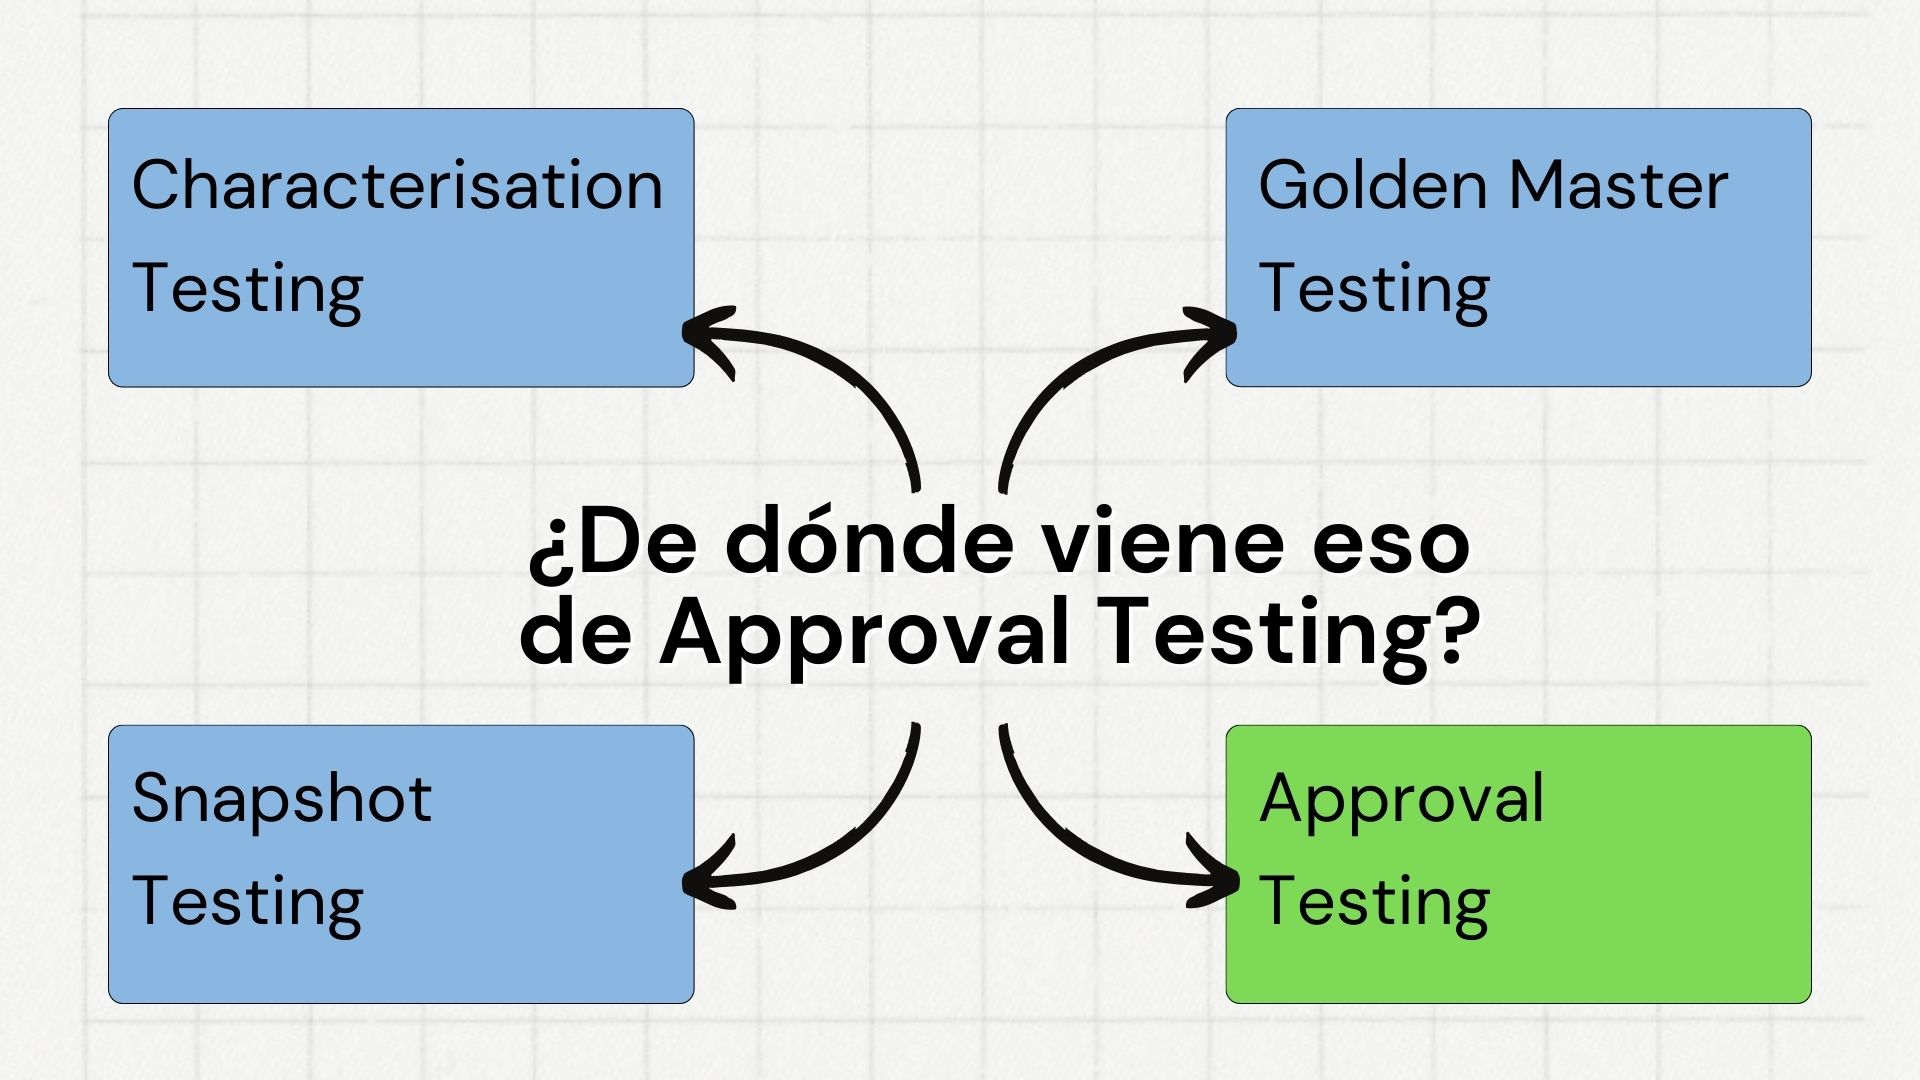 Characterisation
Testing
Golden Master
Testing
¿De dónde viene eso
de Approval Testing?
Snapshot
Testing
Approval
Testing